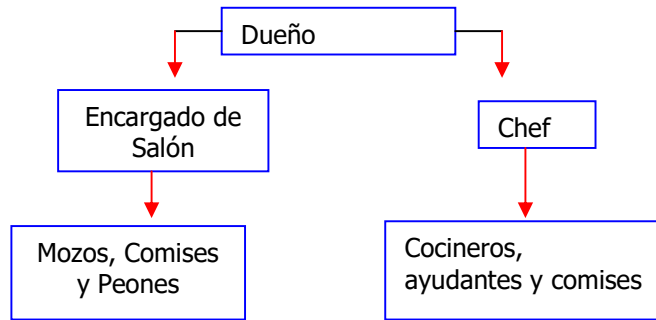 Dueño
Encargado de
Salón
Chef
Mozos, Comises
y Peones
Cocineros,
ayudantes y comises